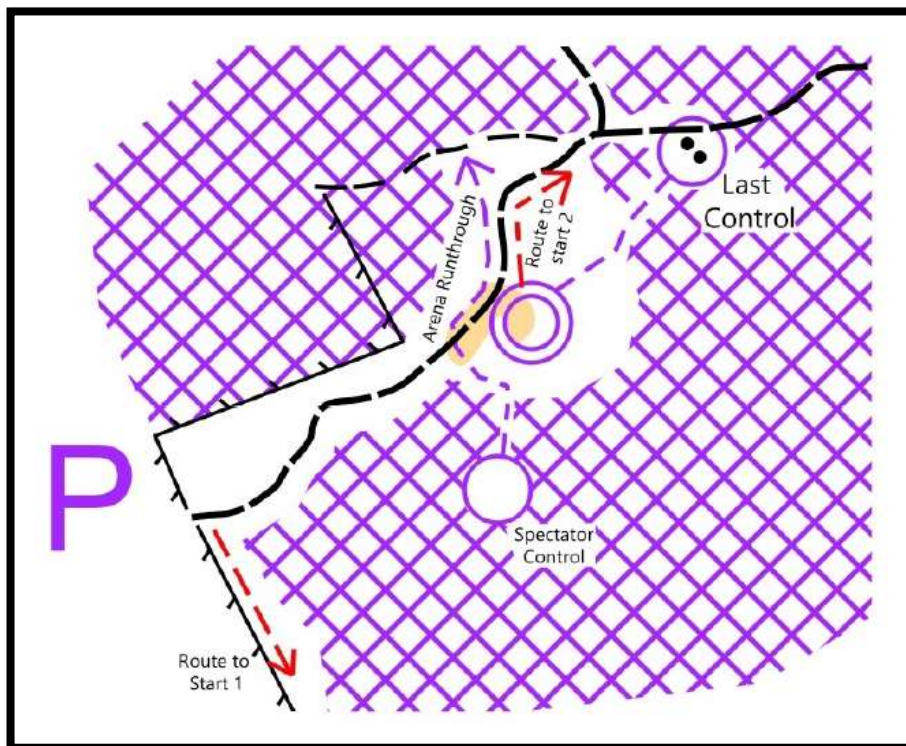 Last
Control
Arena Runthrough
Route to
start 2
P
Spectator
Control
Route to
Start 1